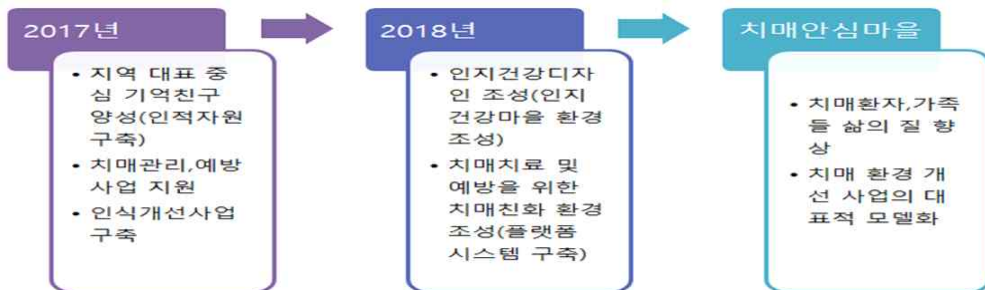 2017년
• 지역 대표 중
심 기억친구
양성(인적자원
구축)
• 치매관리,예방
사업 지원
• 인식개선사업
구축
2018년
• 인지건강디자
인 조성(인지
건강마을 환경
조성)
• 치매치료 및
예방을 위한
치매친화 환경
조성(플랫폼
시스템 구축)
치매안심마을
• 치매환자,가족
들 삶의 질 향
상
• 치매 환경 개
선 사업의 대
표적 모델화